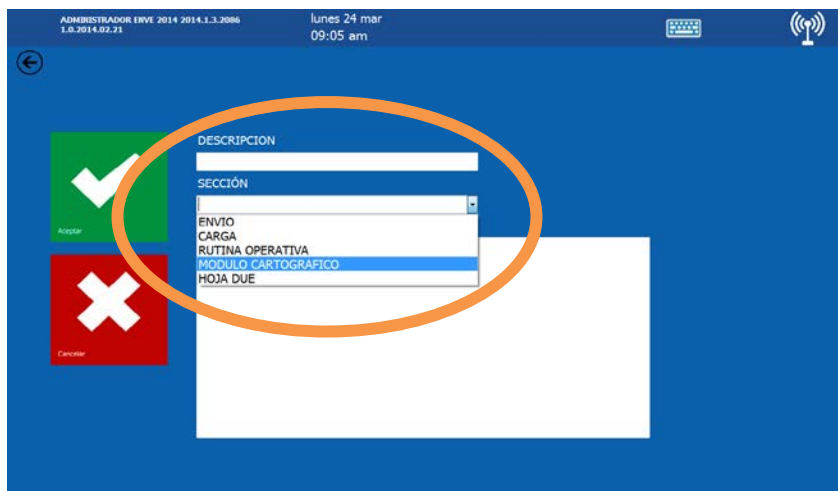 ADMINISTRADOR ENVE 2014 2014.1.3.2086
1.0.2014.02.21
lunes 24 mar
09:05 am
DESCRIPCION
SECCIÓN
ENVIO
CARGA
RUTINA OPERATIVA
MODULO CARTOGRAFICO
HOJA DUE
Aceptar
Cancelar